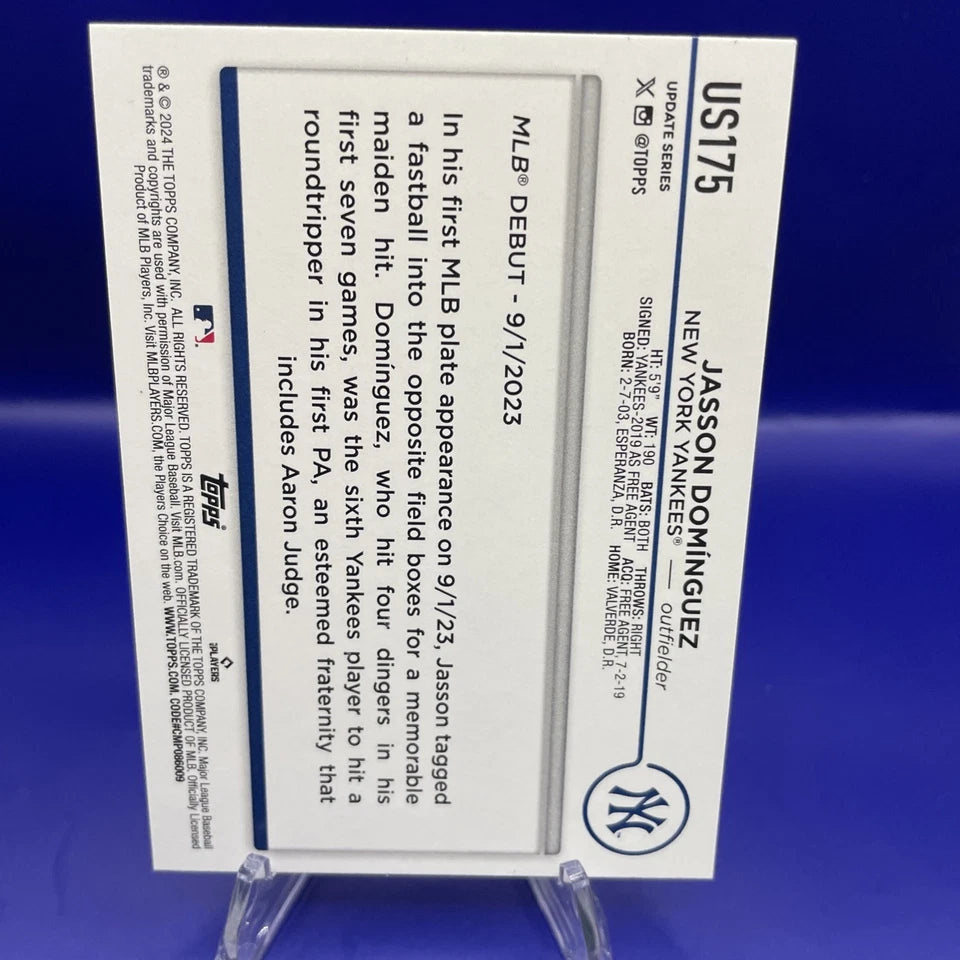 US175
UPDATE SERIES
X @TOPPS
JASSON DOMÍNGUEZ
NEW YORK YANKEES® — outfielder
HT: 5'9" WT: 190 BATS: BOTH THROWS: RIGHT
SIGNED: YANKEES-2019 AS FREE AGENT ACQ: FREE AGENT, 7-2-19
BORN: 2-7-03, ESPERANZA, D.R. HOME: VALVERDE, D.R.
NY
MLB® DEBUT - 9/1/2023
In his first MLB plate appearance on 9/1/23, Jasson tagged
a fastball into the opposite field boxes for a memorable
maiden hit. Domínguez, who hit four dingers in his
first seven games, was the sixth Yankees player to hit a
roundtripper in his first PA, an esteemed fraternity that
includes Aaron Judge.
topps®
PLAYERS
® & © 2024 THE TOPPS COMPANY, INC. ALL RIGHTS RESERVED. TOPPS IS A REGISTERED TRADEMARK OF THE TOPPS COMPANY, INC. Major League Baseball
trademarks and copyrights are used with permission of Major League Baseball. Visit MLB.com. OFFICIALLY LICENSED PRODUCT OF MLB. Officially Licensed
Product of MLB Players, Inc. Visit MLBPLAYERS.COM, the Players Choice on the web. WWW.TOPPS.COM. CODE#CMP086009